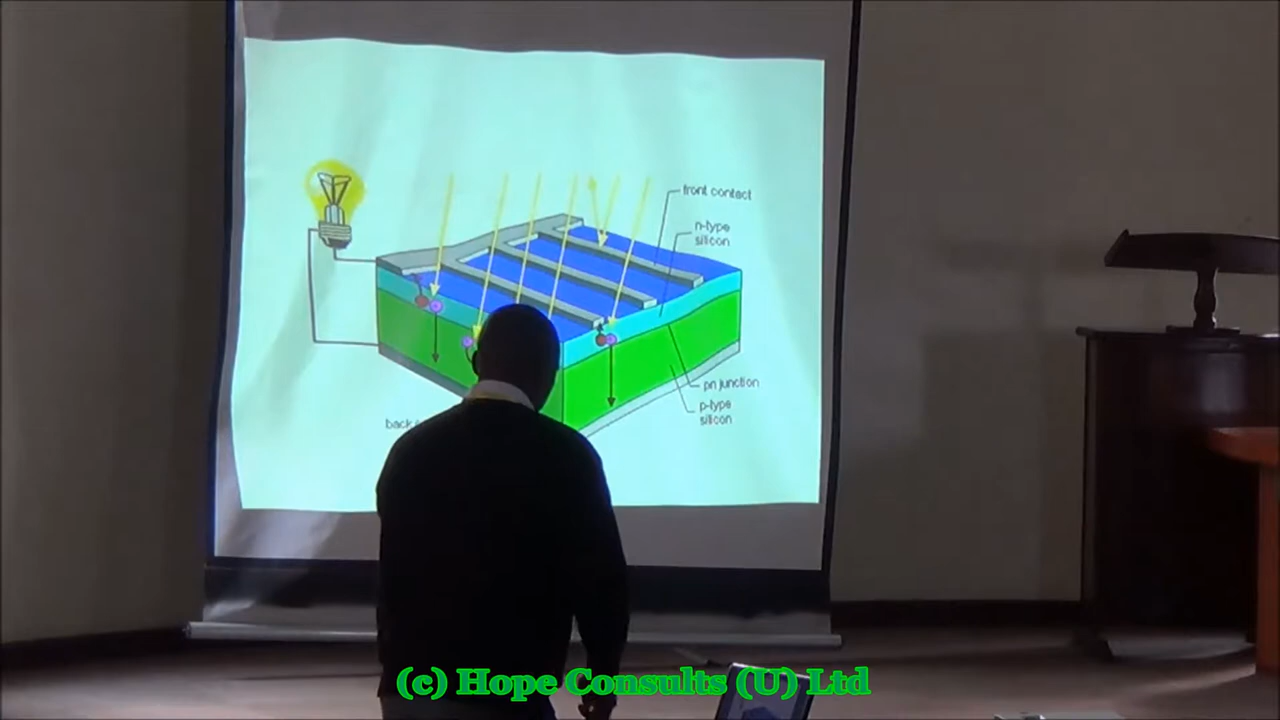 front contact
n-type
silicon
pn junction
p-type
silicon
back
(c) Hope Consults (U) Ltd